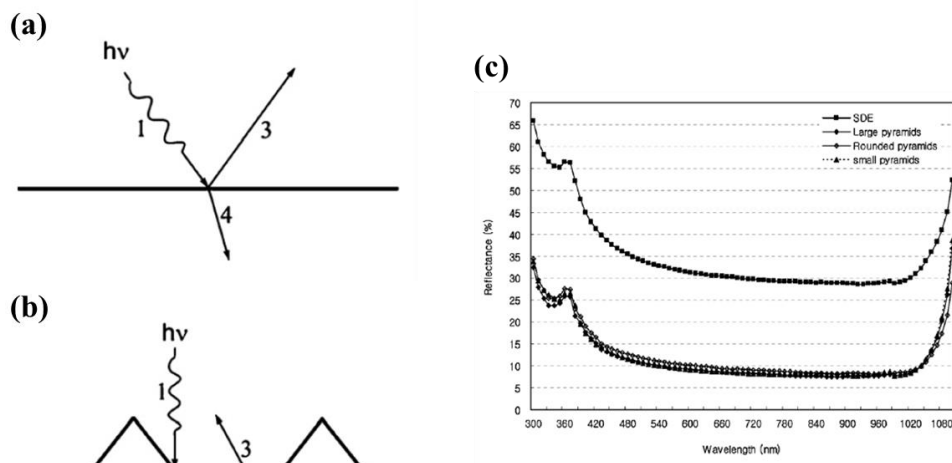 (a)
hν
1
3
4
(b)
hν
1
3
(c)
70
65
60
55
50
45
40
35
30
25
20
15
10
5
0
Reflectance (%)
SDE
Large pyramids
Rounded pyramids
small pyramids
300 360 420 480 540 600 660 720 780 840 900 960 1020 1080
Wavelength (nm)